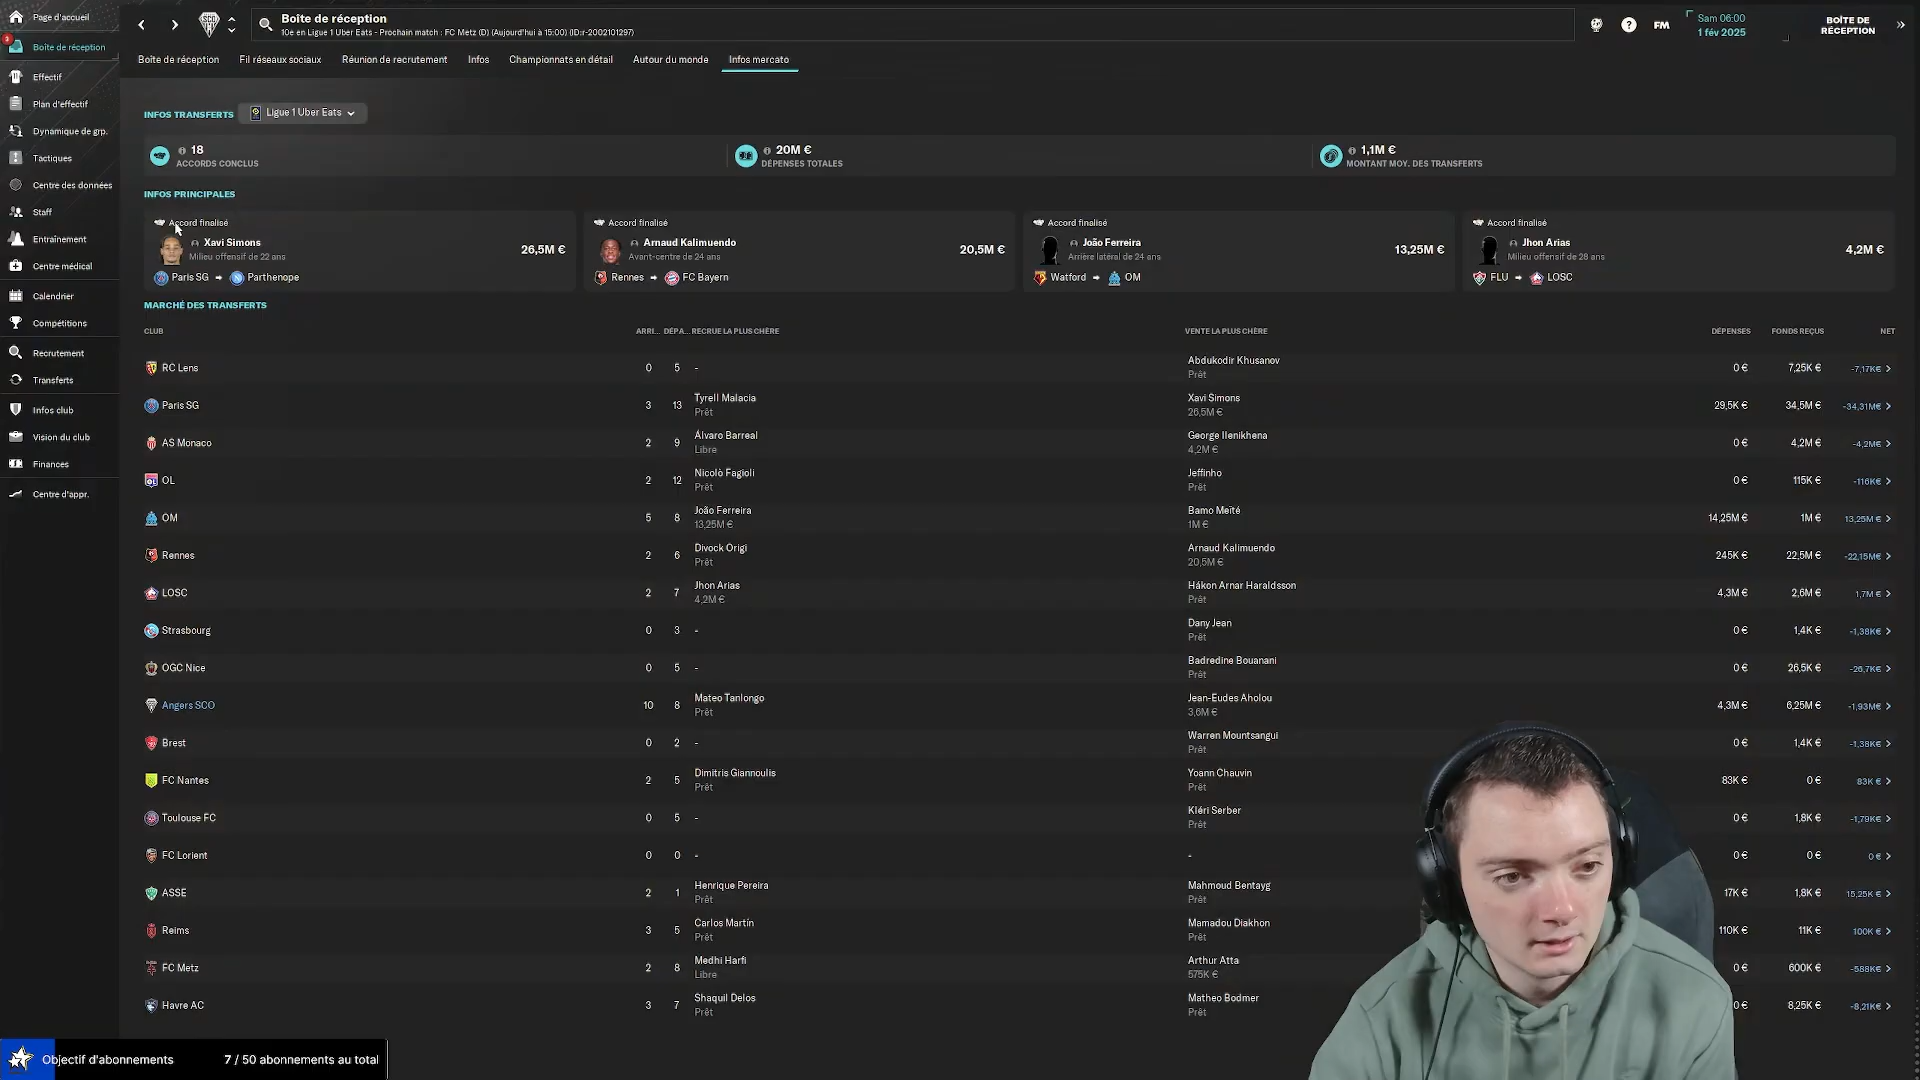 Page d'accueil
3
Boîte de réception
Effectif
Plan d'effectif
Dynamique de grp.
Tactiques
Centre des données
Staff
Entraînement
Centre médical
Calendrier
Compétitions
Recrutement
Transferts
Infos club
Vision du club
Finances
Centre d'appr.
Boîte de réception
10e en Ligue 1 Uber Eats - Prochain match : FC Metz (D) (Aujourd'hui à 15:00) (ID:r-2002101297)
FM
Sam 06:00
1 fév 2025
BOÎTE DE
RÉCEPTION
Boîte de réception Fil réseaux sociaux Réunion de recrutement Infos Championnats en détail Autour du monde Infos mercato
INFOS TRANSFERTS Ligue 1 Uber Eats
18
ACCORDS CONCLUS
20M €
DÉPENSES TOTALES
1,1M €
MONTANT MOY. DES TRANSFERTS
INFOS PRINCIPALES
Accord finalisé
Xavi Simons
Milieu offensif de 22 ans
26,5M €
Paris SG Parthenope
Accord finalisé
Arnaud Kalimuendo
Avant-centre de 24 ans
20,5M €
Rennes FC Bayern
Accord finalisé
João Ferreira
Arrière latéral de 24 ans
13,25M €
Watford OM
Accord finalisé
Jhon Arias
Milieu offensif de 28 ans
4,2M €
FLU LOSC
MARCHÉ DES TRANSFERTS
CLUB ARRI... DÉPA... RECRUE LA PLUS CHÈRE VENTE LA PLUS CHÈRE DÉPENSES FONDS REÇUS NET
RC Lens 0 5 - Abdukodir Khusanov Prêt 0 € 7,25K € -7,17K€
Paris SG 3 13 Tyrell Malacia Prêt Xavi Simons 26,5M € 29,5K € 34,5M € -34,31M€
AS Monaco 2 9 Álvaro Barreal Libre George Ilenikhena 4,2M € 0 € 4,2M € -4,2M€
OL 2 12 Nicolò Fagioli Prêt Jeffinho Prêt 0 € 115K € -116K€
OM 5 8 João Ferreira 13,25M € Bamo Meïté 1M € 14,25M € 1M € 13,25M €
Rennes 2 6 Divock Origi Prêt Arnaud Kalimuendo 20,5M € 245K € 22,5M € -22,15M€
LOSC 2 7 Jhon Arias 4,2M € Hákon Arnar Haraldsson Prêt 4,3M € 2,6M € 1,7M €
Strasbourg 0 3 - Dany Jean Prêt 0 € 1,4K € -1,38K€
OGC Nice 0 5 - Badredine Bouanani Prêt 0 € 26,5K € -26,7K€
Angers SCO 10 8 Mateo Tanlongo Prêt Jean-Eudes Aholou 3,6M € 4,3M € 6,25M € -1,93M€
Brest 0 2 - Warren Mountsangui Prêt 0 € 1,4K € -1,38K€
FC Nantes 2 5 Dimitris Giannoulis Prêt Yoann Chauvin Prêt 83K € 0 € 83K €
Toulouse FC 0 5 - Kléri Serber Prêt 0 € 1,8K € -1,79K€
FC Lorient 0 0 - - 0 € 0 € 0 €
ASSE 2 1 Henrique Pereira Prêt Mahmoud Bentayg Prêt 17K € 1,8K € 15,25K €
Reims 3 5 Carlos Martín Prêt Mamadou Diakhon Prêt 110K € 11K € 100K €
FC Metz 2 8 Medhi Harfi Libre Arthur Atta 575K € 0 € 600K € -588K€
Havre AC 3 7 Shaquil Delos Prêt Matheo Bodmer Prêt 0 € 8,25K € -8,21K€
Objectif d'abonnements 7 / 50 abonnements au total